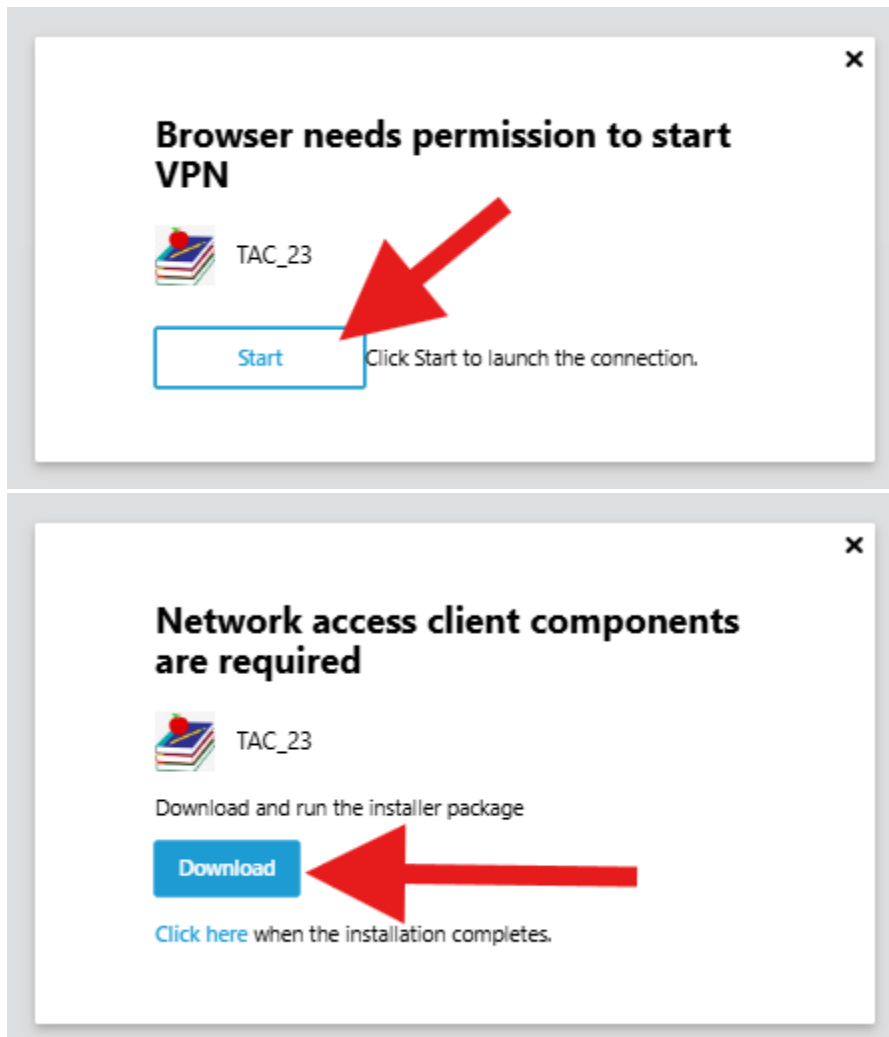 Browser needs permission to start
VPN
TAC_23
Start
Click Start to launch the connection.
Network access client components
are required
TAC_23
Download and run the installer package
Download
Click here when the installation completes.